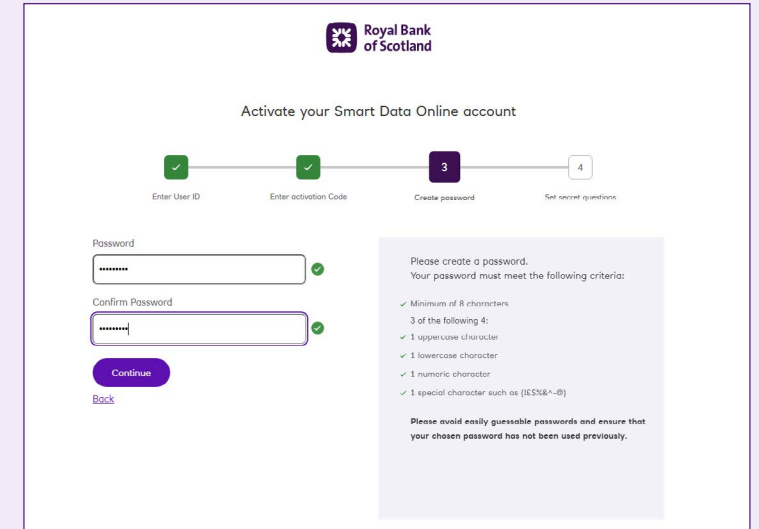 Royal Bank
of Scotland
Activate your Smart Data Online account
3
4
Enter User ID
Enter activation Code
Create password
Set secret questions
Password
•••••••••
Confirm Password
•••••••••
Continue
Back
Please create a password.
Your password must meet the following criteria:
Minimum of 8 characters
3 of the following 4:
1 uppercase character
1 lowercase character
1 numeric character
1 special character such as (!£$%&^-@)
Please avoid easily guessable passwords and ensure that
your chosen password has not been used previously.